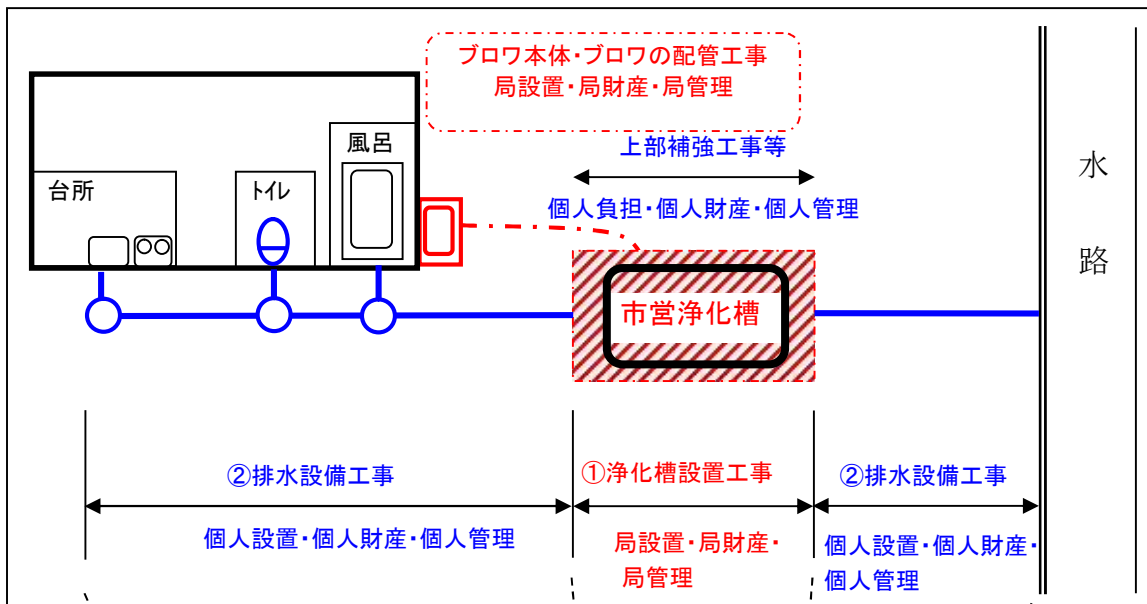 ブロワ本体・ブロワの配管工事
局設置・局財産・局管理
上部補強工事等
個人負担・個人財産・個人管理
台所
トイレ
風呂
市営浄化槽
水
路
②排水設備工事
個人設置・個人財産・個人管理
①浄化槽設置工事
局設置・局財産・
局管理
②排水設備工事
個人設置・個人財産・
個人管理